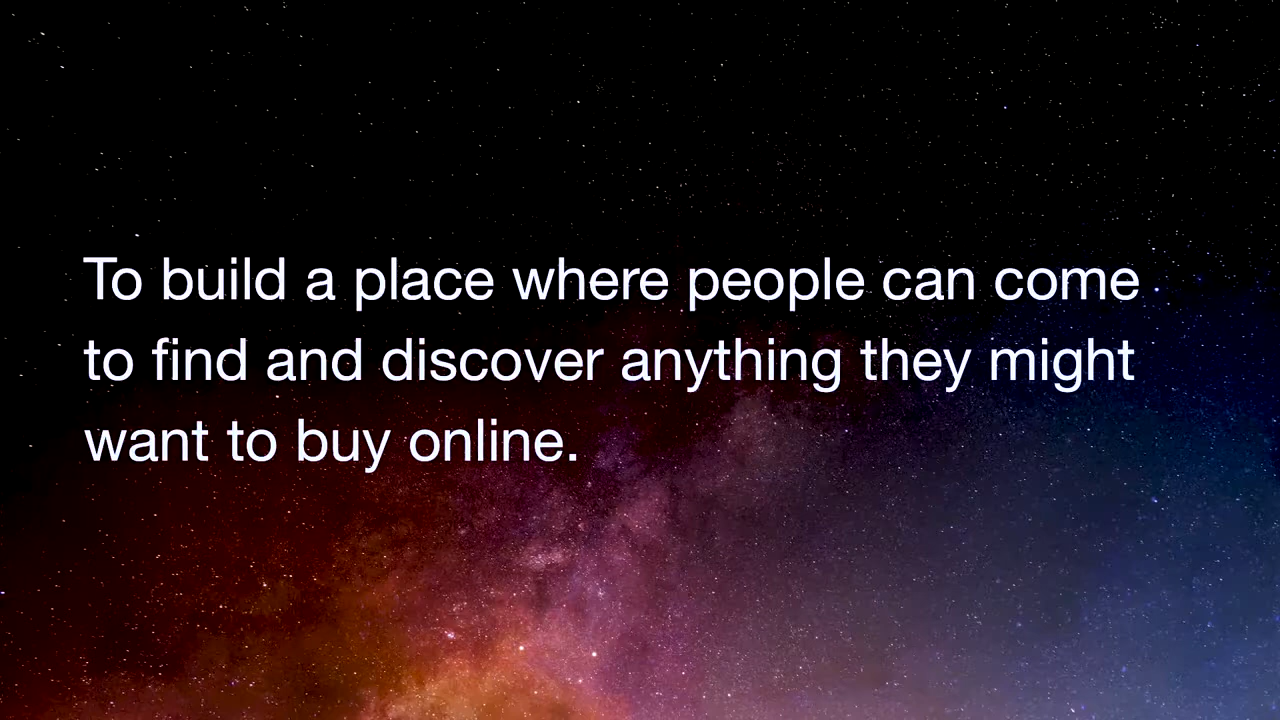 To build a place where people can come
to find and discover anything they might
want to buy online.